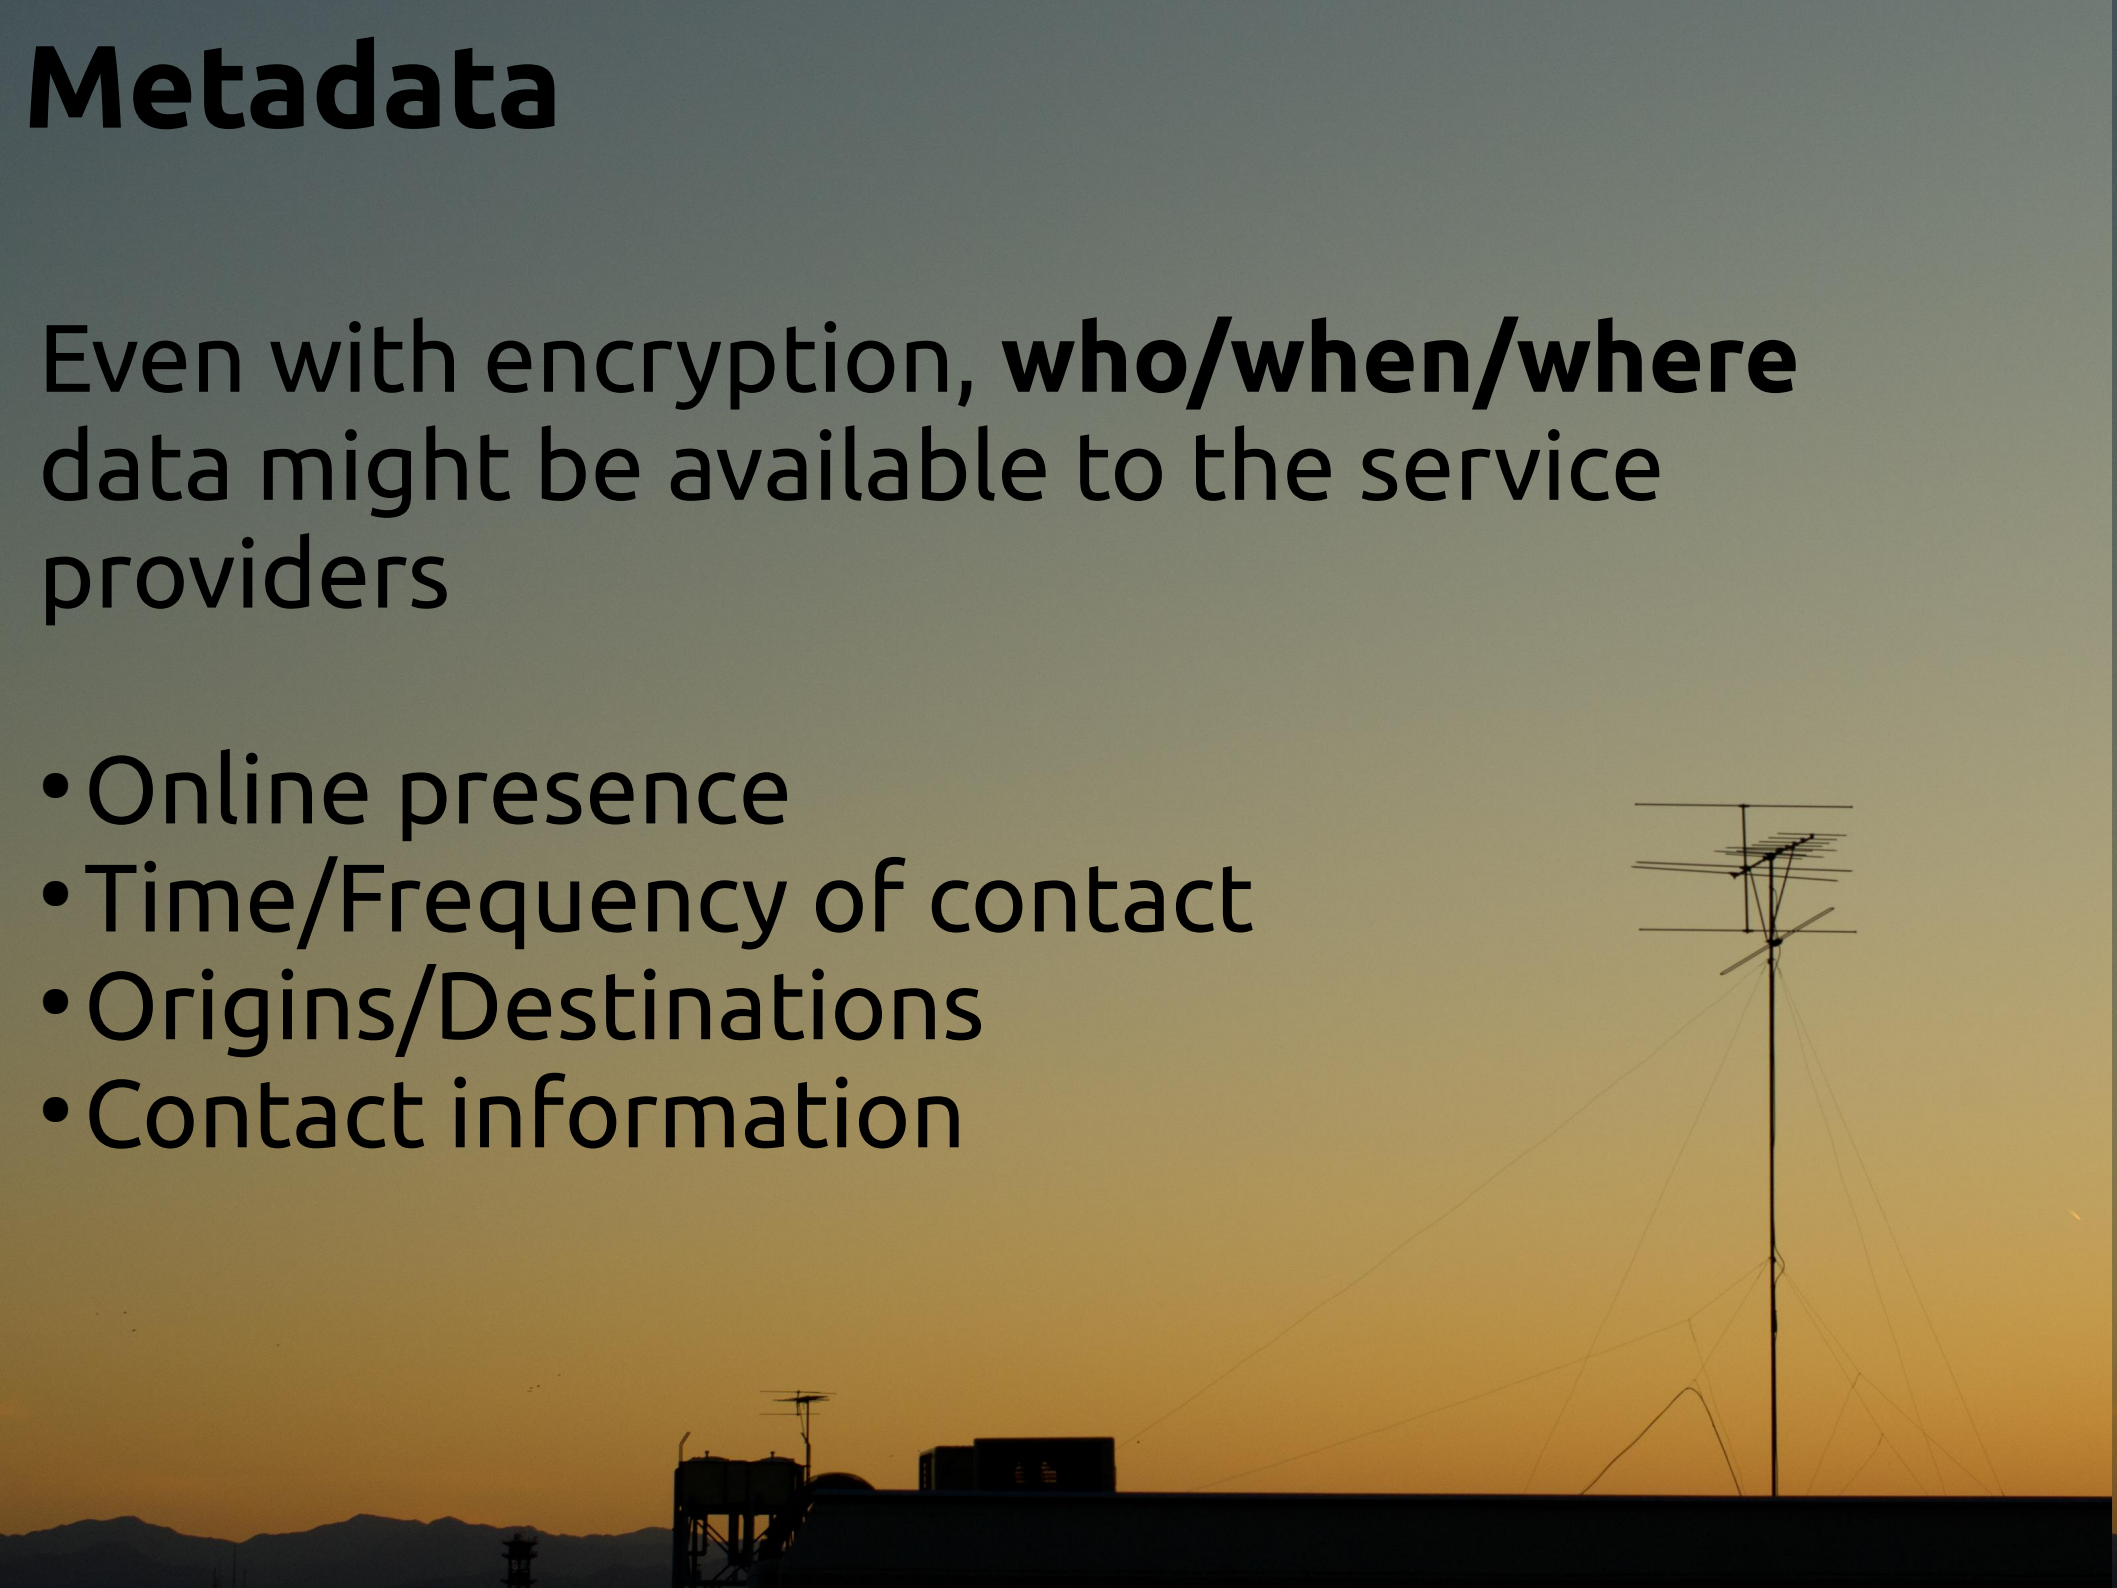 Metadata
Even with encryption, who/when/where
data might be available to the service
providers
• Online presence
• Time/Frequency of contact
• Origins/Destinations
• Contact information